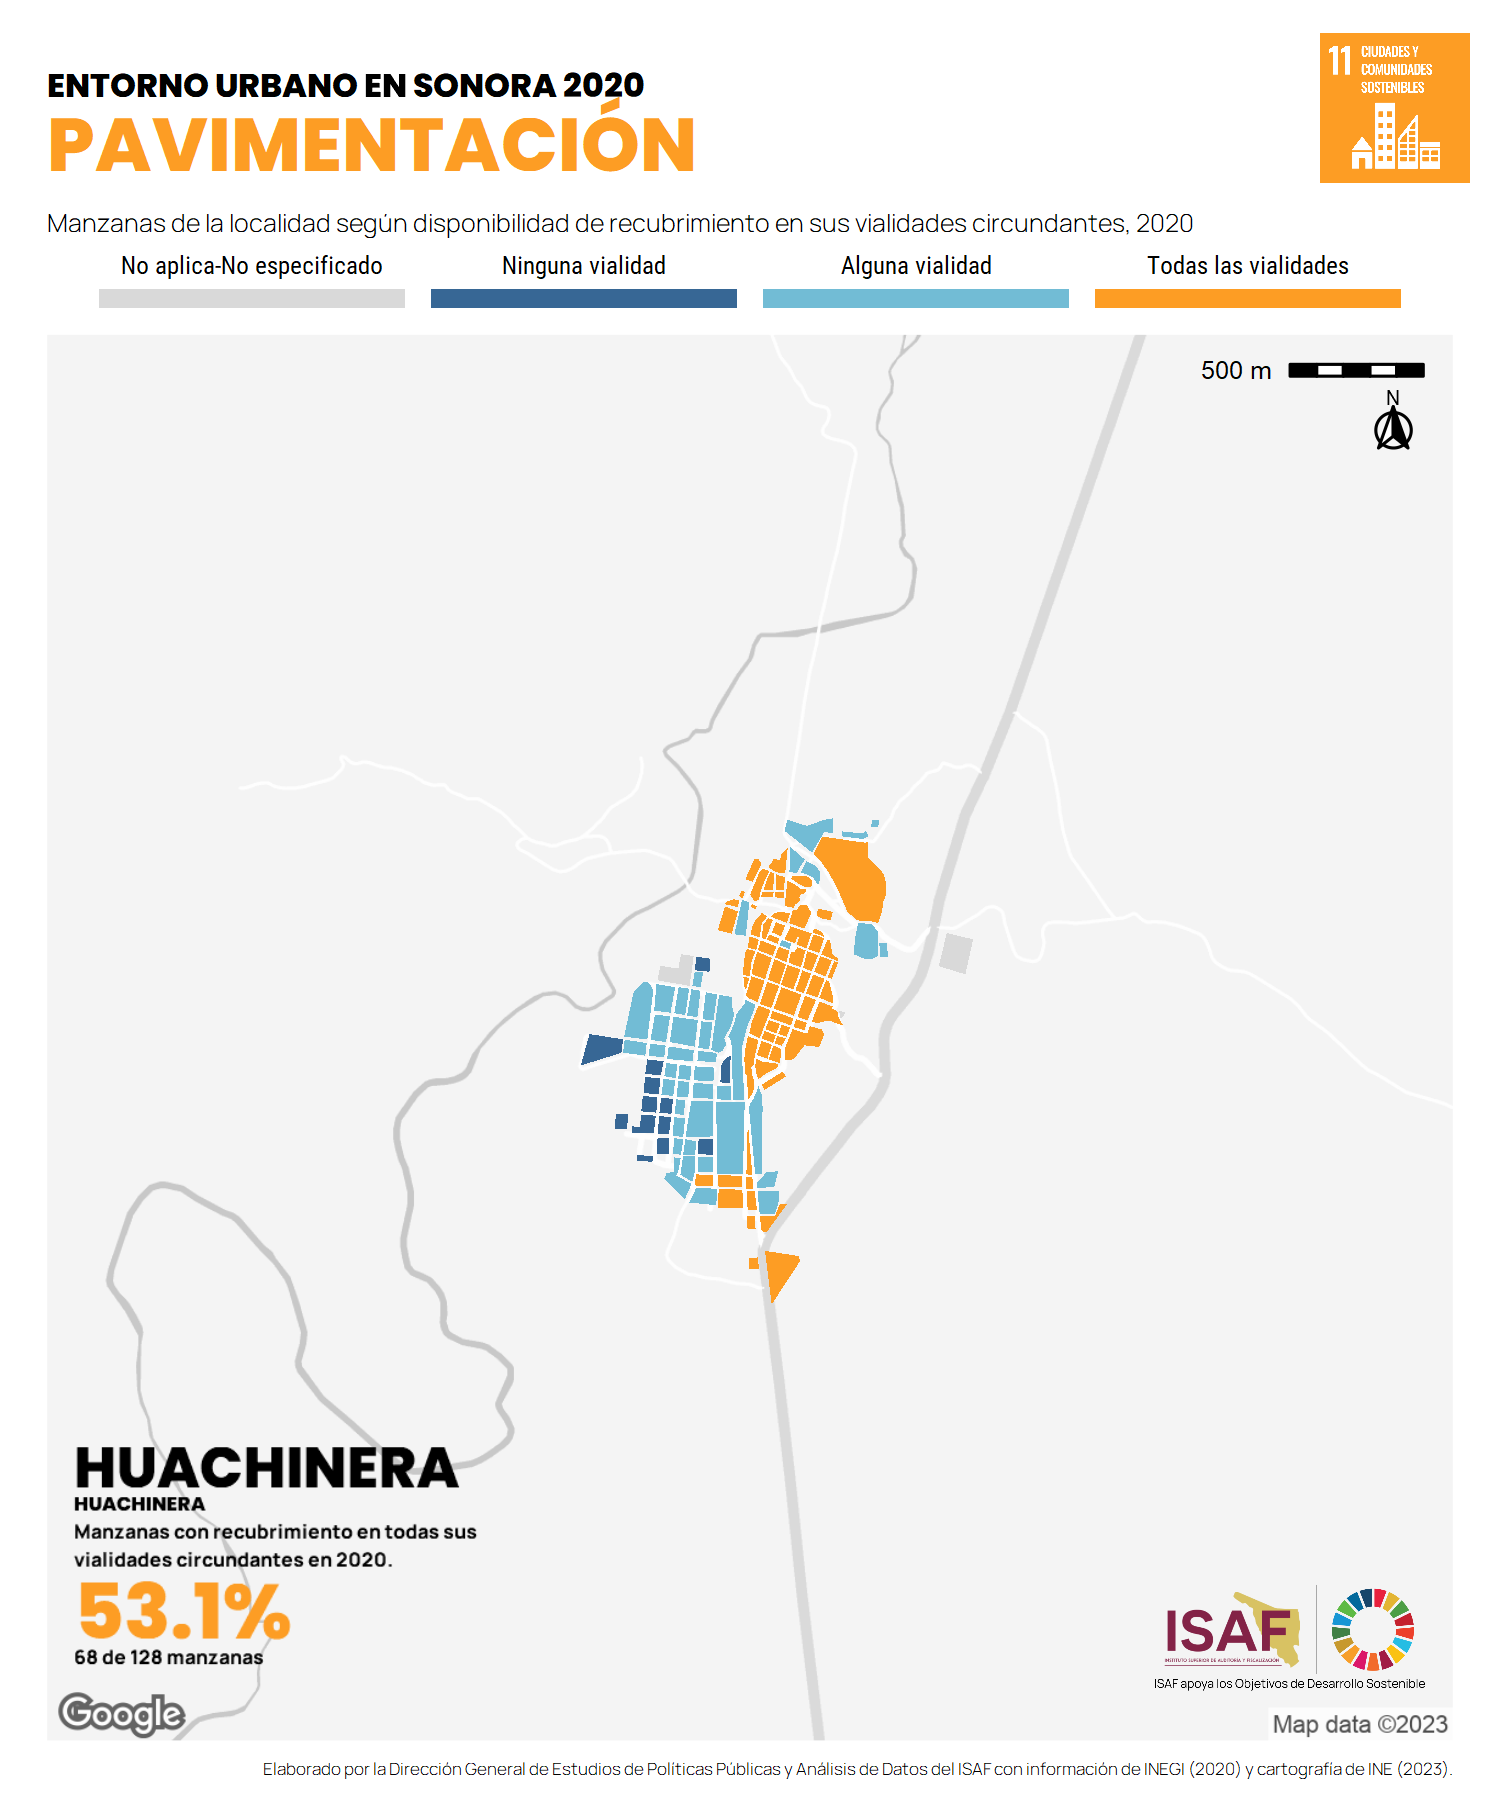 ENTORNO URBANO EN SONORA 2020
PAVIMENTACIÓN
11 CIUDADES Y
COMUNIDADES
SOSTENIBLES
Manzanas de la localidad según disponibilidad de recubrimiento en sus vialidades circundantes, 2020
No aplica-No especificado
Ninguna vialidad
Alguna vialidad
Todas las vialidades
500 m
N
HUACHINERA
HUACHINERA
Manzanas con recubrimiento en todas sus
vialidades circundantes en 2020.
53.1%
68 de 128 manzanas
Google
ISAF
INSTITUTO SUPERIOR DE AUDITORÍA Y FISCALIZACIÓN
ISAF apoya los Objetivos de Desarrollo Sostenible
Map data ©2023
Elaborado por la Dirección General de Estudios de Políticas Públicas y Análisis de Datos del ISAF con información de INEGI (2020) y cartografía de INE (2023).